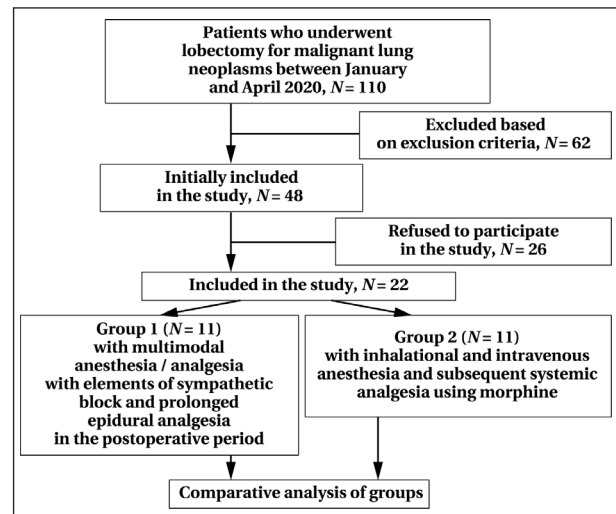 Patients who underwent
lobectomy for malignant lung
neoplasms between January
and April 2020, N= 110
Excluded based
on exclusion criteria, N= 62
Initially included
in the study, N= 48
Refused to participate
in the study, N= 26
Included in the study, N= 22
Group 1 (N= 11)
with multimodal
anesthesia / analgesia
with elements of sympathetic
block and prolonged
epidural analgesia
in the postoperative period
Group 2 (N= 11)
with inhalational and intravenous
anesthesia and subsequent systemic
analgesia using morphine
Comparative analysis of groups